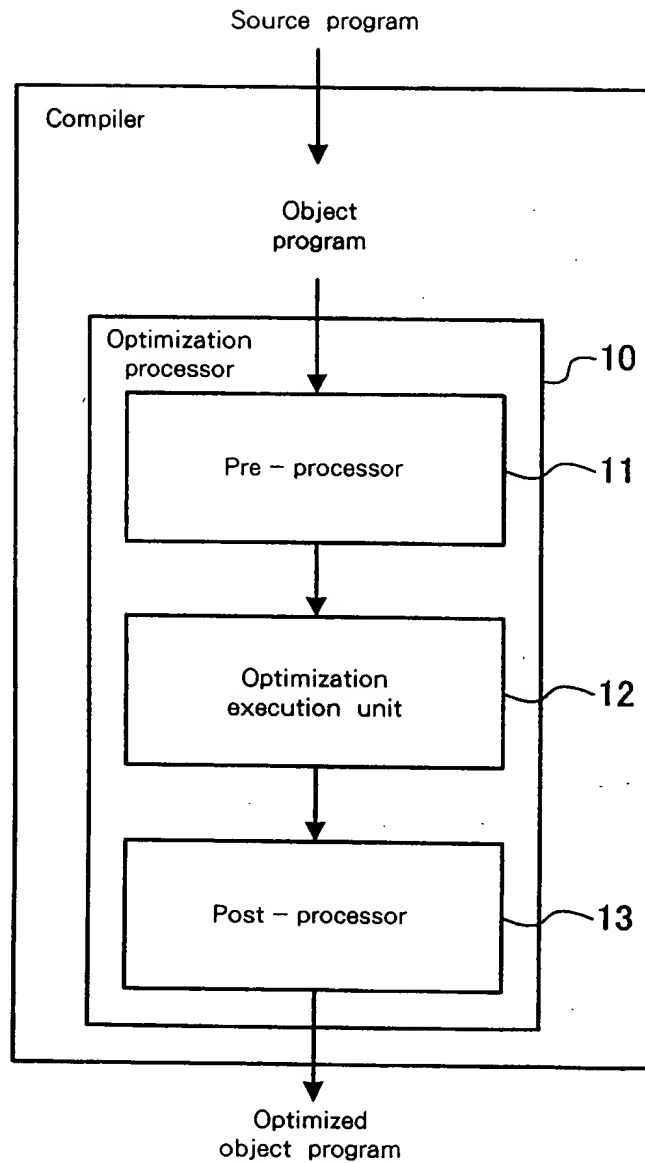 Source program
Compiler
Object
program
Optimization
processor
10
Pre - processor
11
Optimization
execution unit
12
Post - processor
13
Optimized
object program